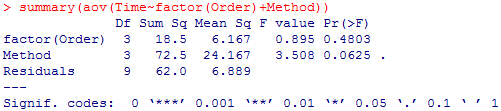 > summary(aov(Time~factor(Order)+Method))
              Df Sum Sq Mean Sq F value Pr(>F)
factor(Order)  3   18.5   6.167   0.895 0.4803
Method         3   72.5  24.167   3.508 0.0625 .
Residuals      9   62.0   6.889
---
Signif. codes:  0 ‘***’ 0.001 ‘**’ 0.01 ‘*’ 0.05 ‘.’ 0.1 ‘ ’ 1